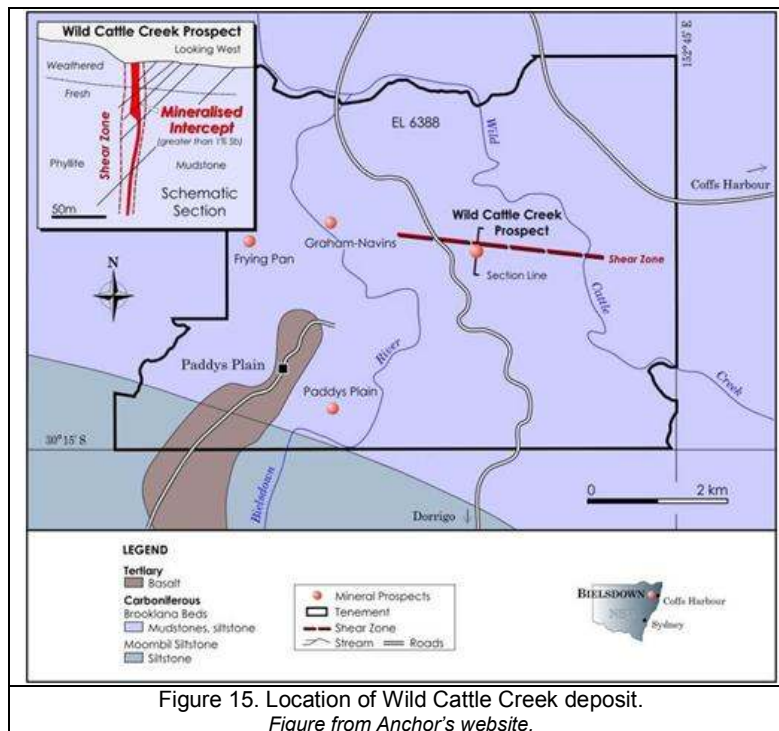 Wild Cattle Creek Prospect
Looking West
Weathered
Fresh
Mineralised
Intercept
(greater than 1% Sb)
Shear Zone
Phyllite
Mudstone
Schematic
Section
50m
EL 6388
152°45' E
Wild
Coffs Harbour
Wild Cattle Creek
Prospect
Graham-Navins
Frying Pan
Section Line
Shear Zone
N
Cattle
River
Paddys Plain
Paddys Plain
Creek
30°15' S
Bielsdown
0 2 km
Dorrigo
LEGEND
Tertiary
Basalt
Carboniferous
Brooklana Beds
Mudstones, siltstone
Moombil Siltstone
Siltstone
Mineral Prospects
Tenement
Shear Zone
Stream Roads
BIELSDOWN
Coffs Harbour
NSW
Sydney
Figure 15. Location of Wild Cattle Creek deposit.
Figure from Anchor's website.